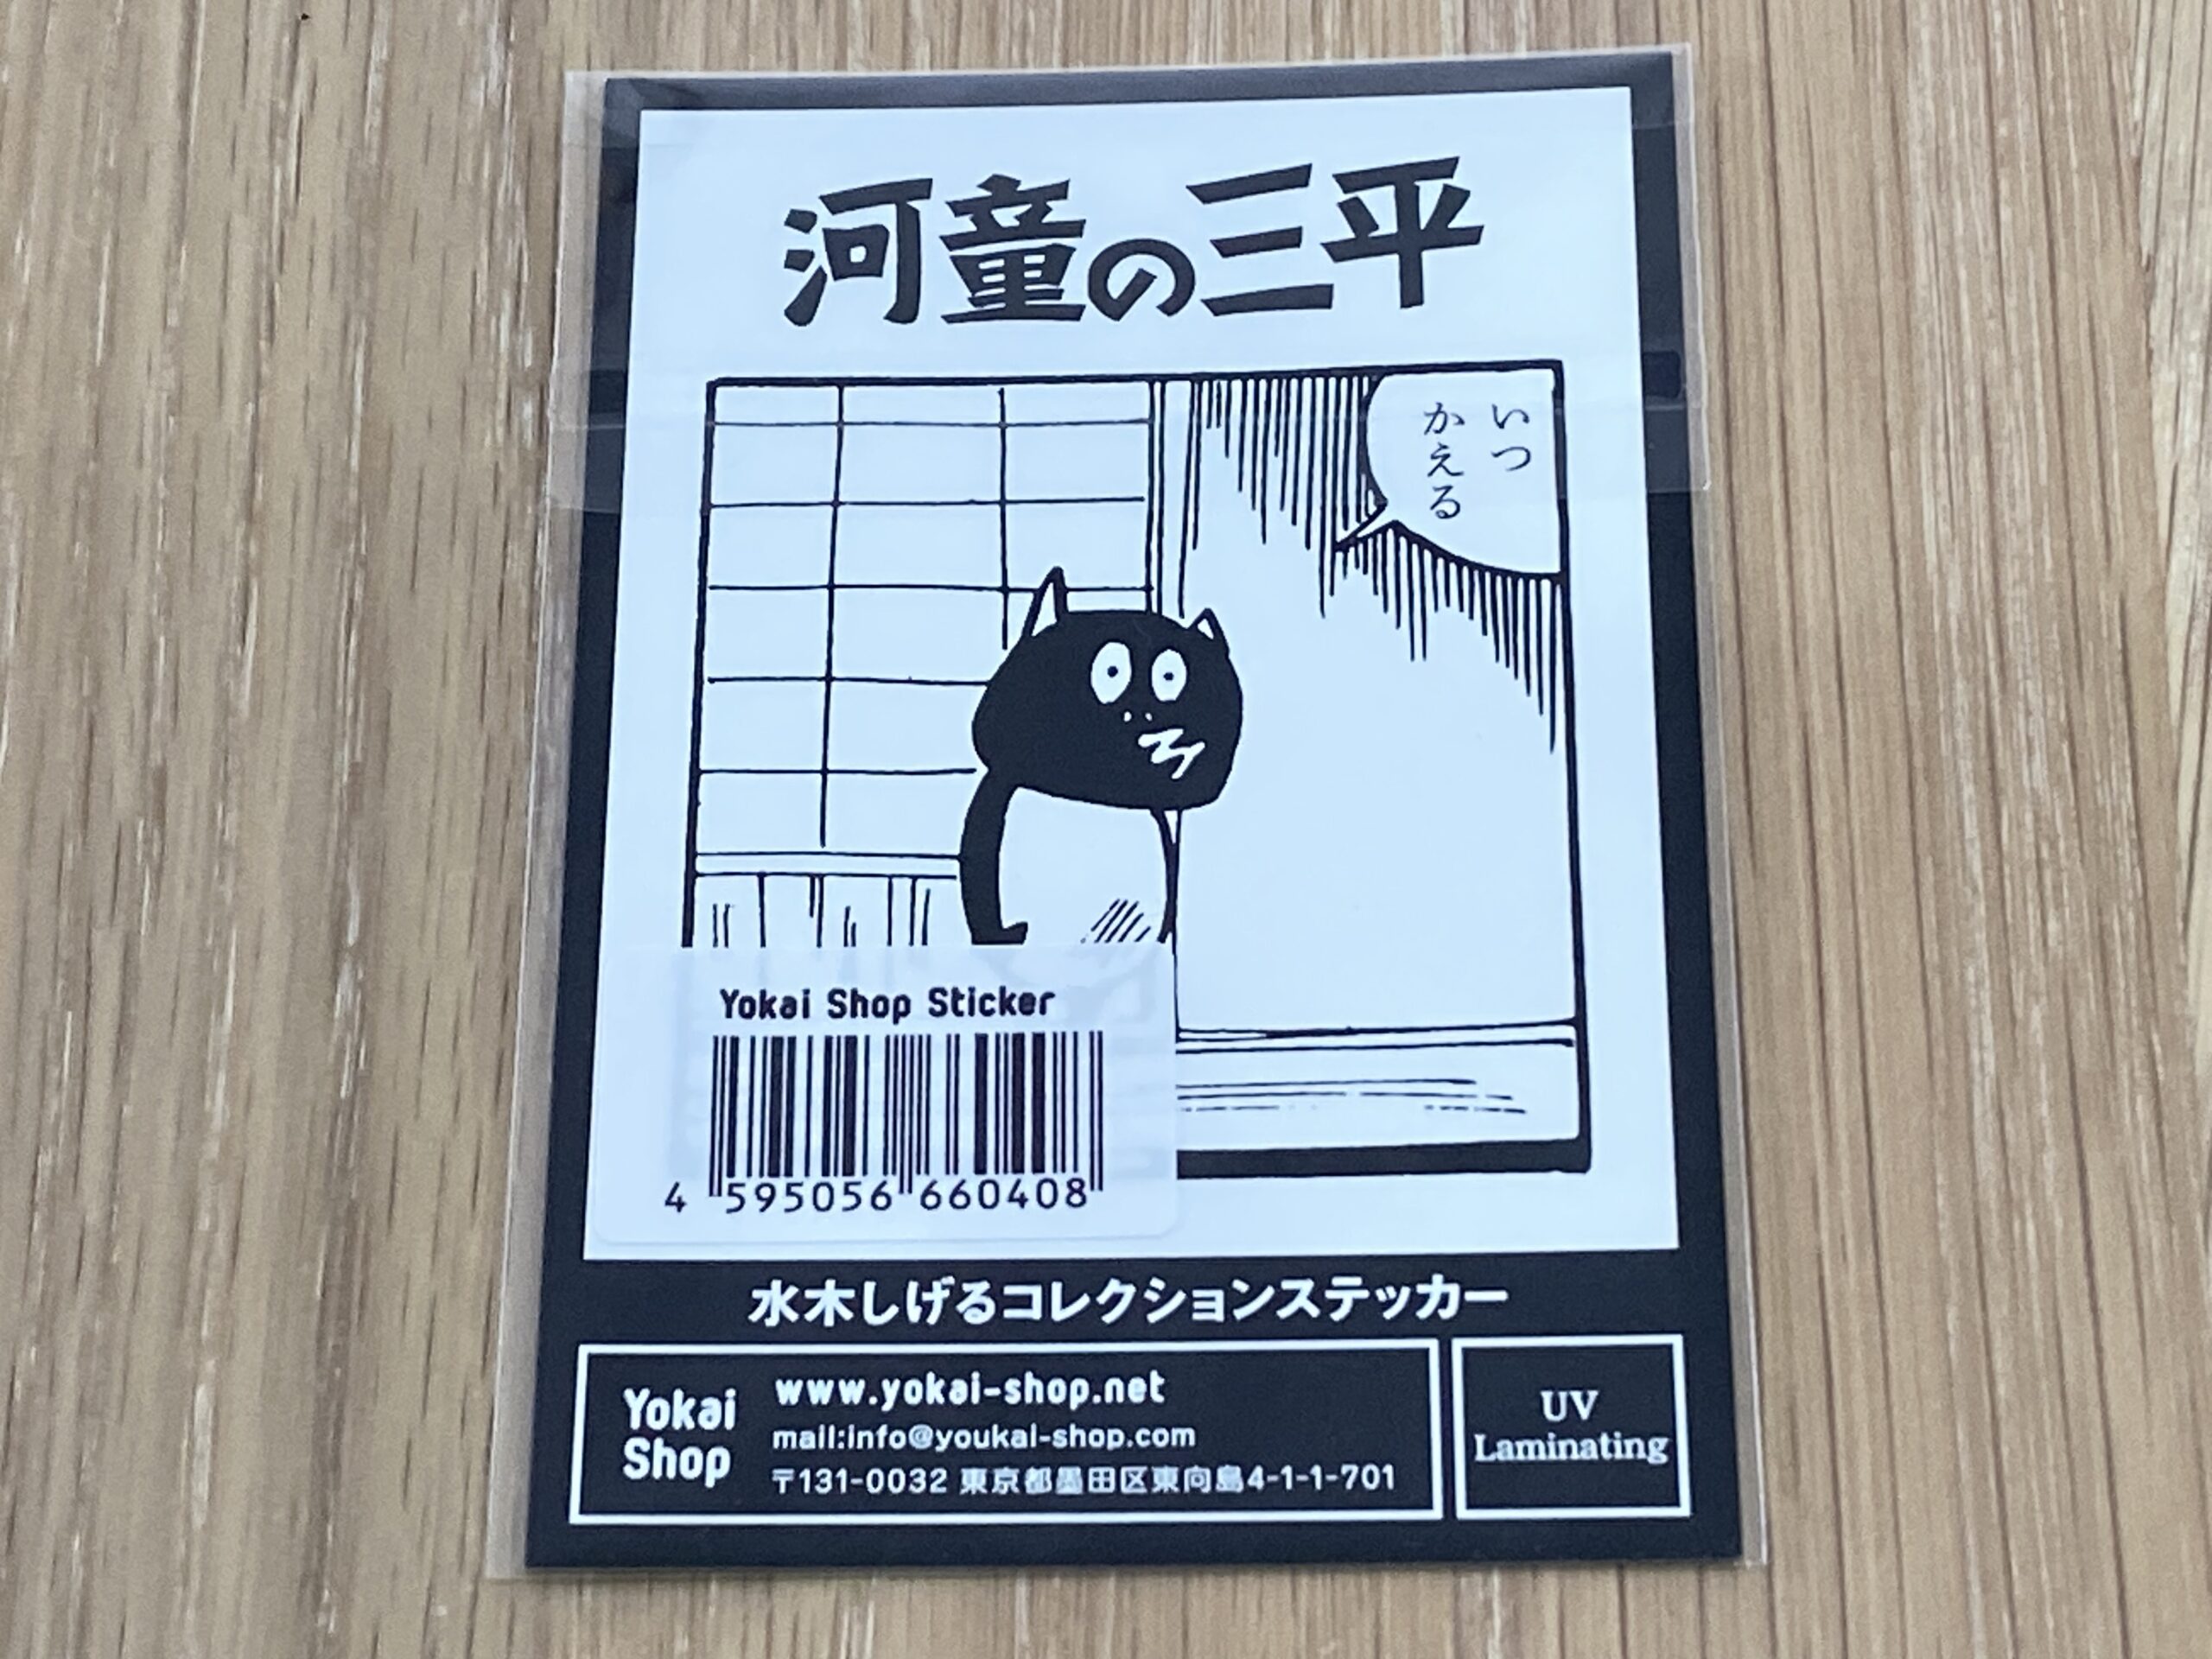 河童の三平
いつ
かえる
Yokai Shop Sticker
4 595056 660408
水木しげるコレクションステッカー
Yokai
Shop
www.yokai-shop.net
mail:info@youkai-shop.com
〒131-0032 東京都墨田区東向島4-1-1-701
UV
Laminating